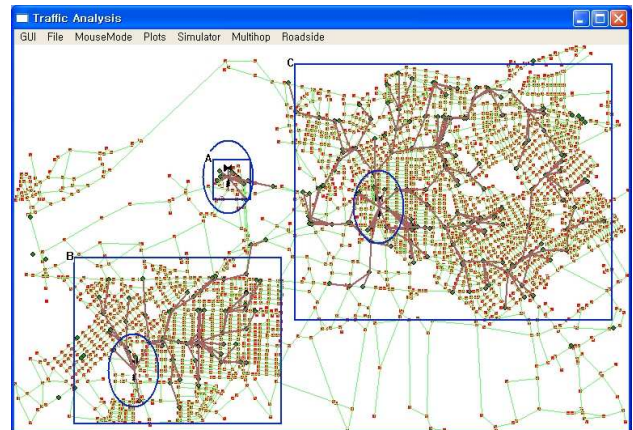 Traffic Analysis
GUI File MouseMode Plots Simulator Multihop Roadside
C
A
B